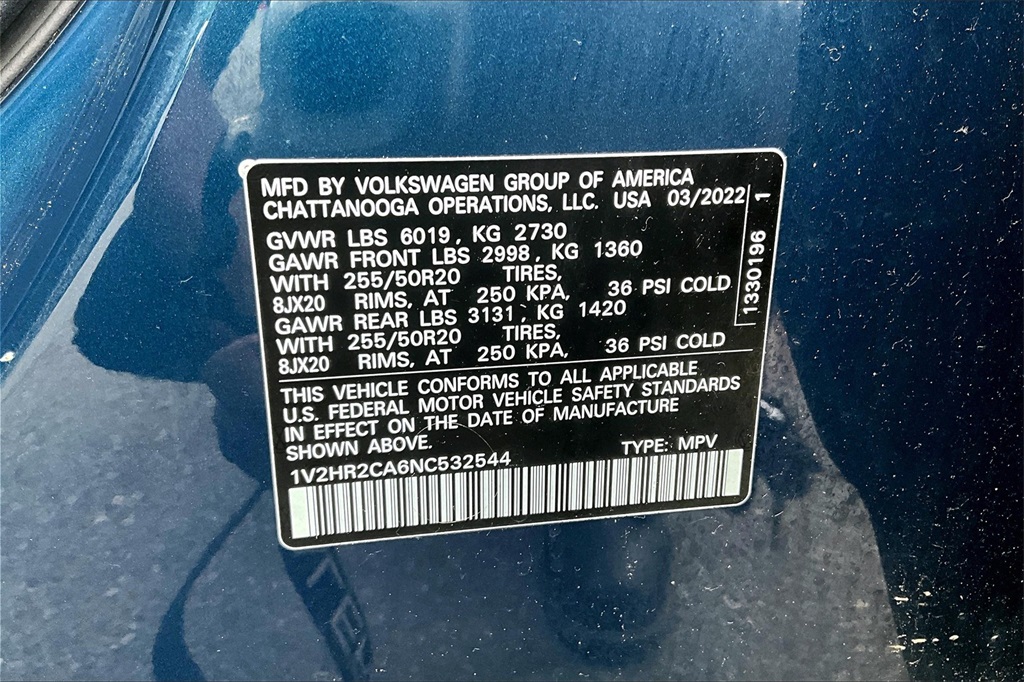 MFD BY VOLKSWAGEN GROUP OF AMERICA
CHATTANOOGA OPERATIONS, LLC. USA 03/2022
GVWR LBS 6019, KG 2730
GAWR FRONT LBS 2998, KG 1360
WITH 255/50R20 TIRES,
8JX20 RIMS, AT 250 KPA, 36 PSI COLD
GAWR REAR LBS 3131, KG 1420
WITH 255/50R20 TIRES,
8JX20 RIMS, AT 250 KPA, 36 PSI COLD
1330196 1
THIS VEHICLE CONFORMS TO ALL APPLICABLE
U.S. FEDERAL MOTOR VEHICLE SAFETY STANDARDS
IN EFFECT ON THE DATE OF MANUFACTURE
SHOWN ABOVE.
1V2HR2CA6NC532544 TYPE: MPV